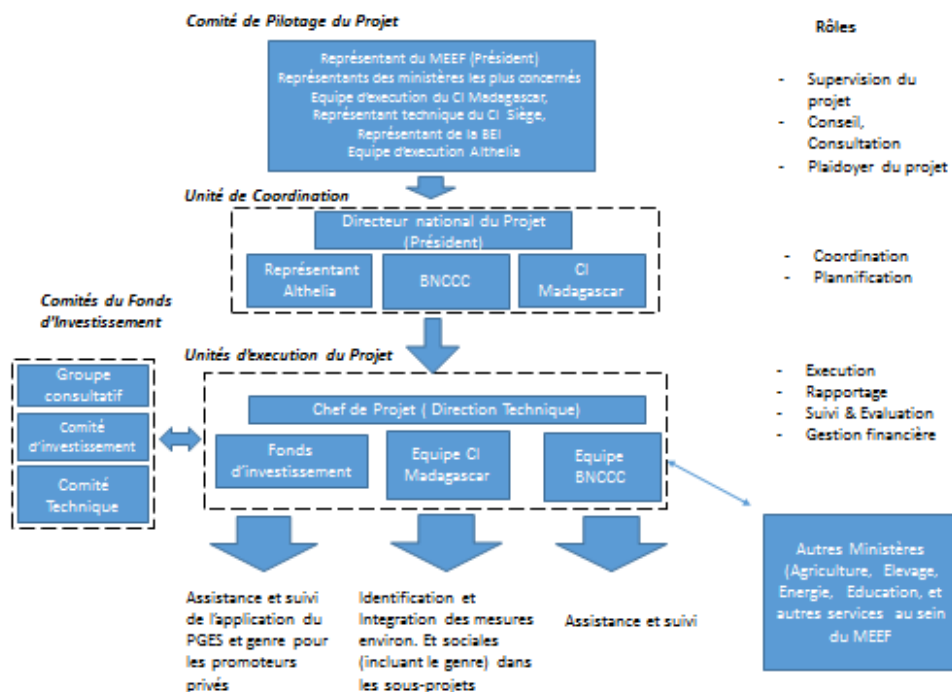 Comité de Pilotage du Projet
Rôles
Représentant du MEEF (Président)
Représentants des ministères les plus concernés
Equipe d'execution du CI Madagascar,
Représentant technique du CI Siège,
Représentant de la BEI
Equipe d'execution Althelia
- Supervision du
projet
- Conseil,
Consultation
- Plaidoyer du projet
Unité de Coordination
Directeur national du Projet
(Président)
Représentant
Althelia
BNCCC
CI
Madagascar
- Coordination
- Plannification
Comités du Fonds
d'Investissement
Groupe
consultatif
Comité
d'investissement
Comité
Technique
Unités d'execution du Projet
Chef de Projet ( Direction Technique)
Fonds
d'investissement
Equipe CI
Madagascar
Equipe
BNCCC
- Execution
- Rapportage
- Suivi & Evaluation
- Gestion financière
Assistance et suivi
de l'application du
PGES et genre pour
les promoteurs
privés
Identification et
Integration des mesures
environ. Et sociales
(incluant le genre) dans
les sous-projets
Assistance et suivi
Autres Ministères
(Agriculture, Elevage,
Energie, Education, et
autres services au sein
du MEEF